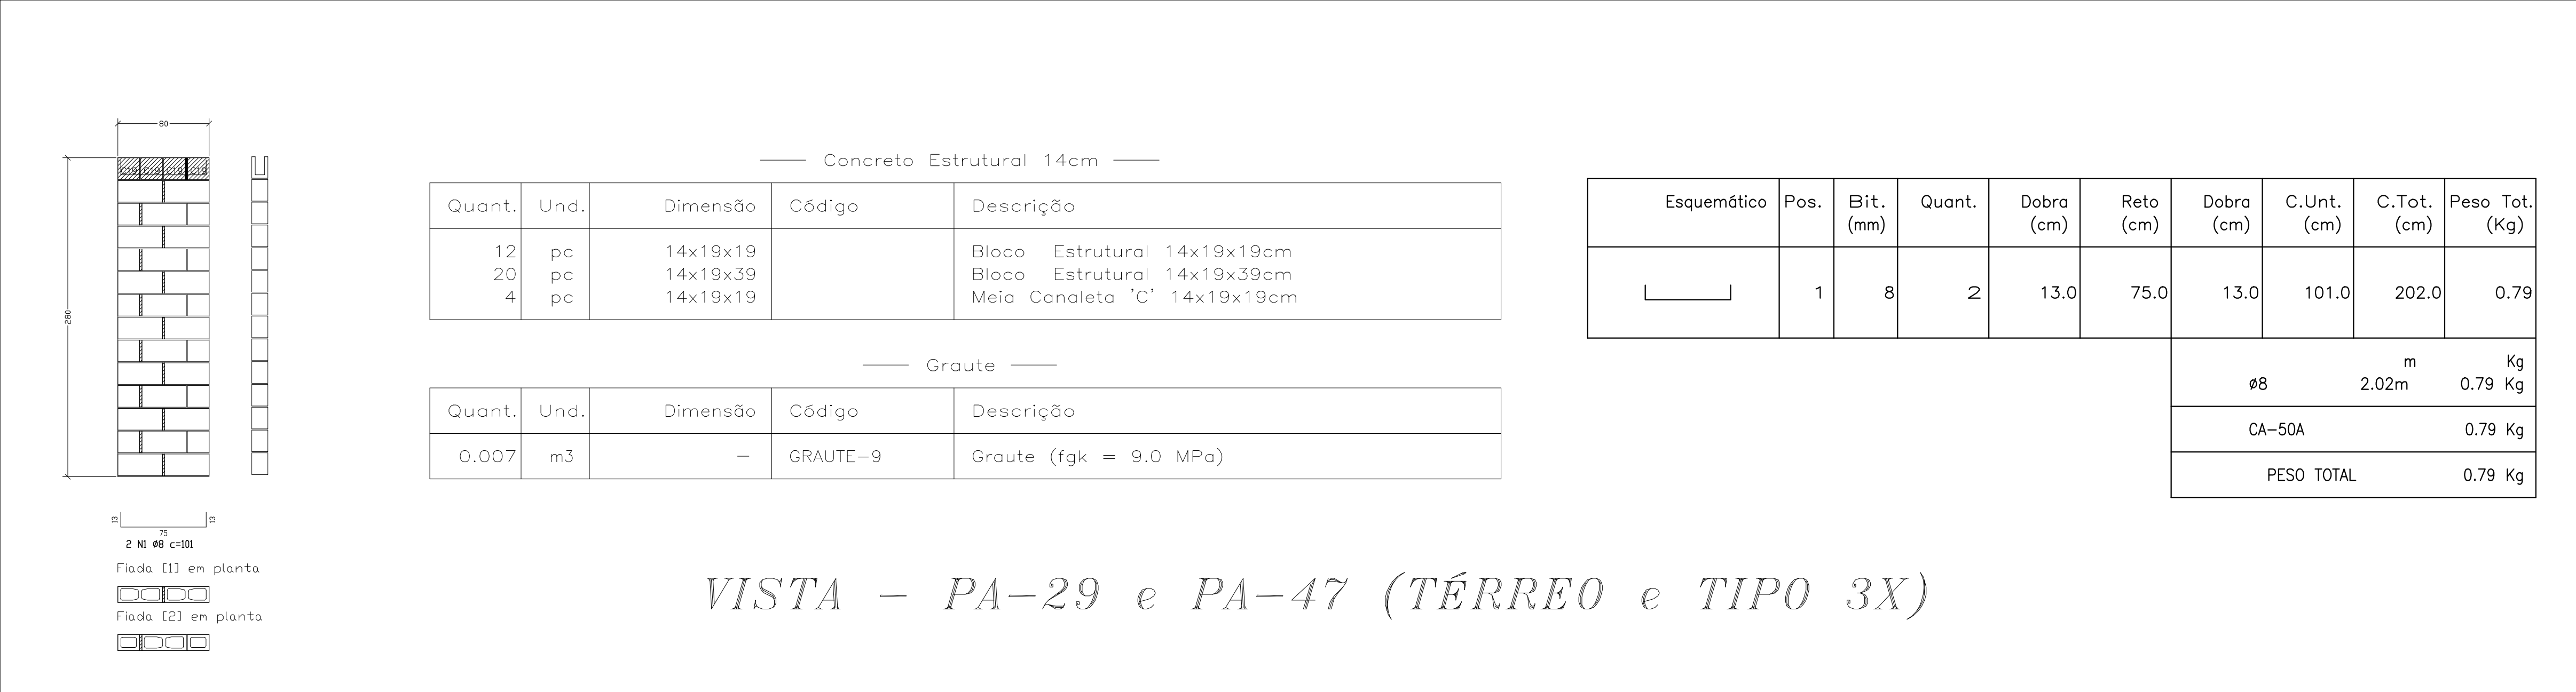 80
C19 C19 C19 C19
280
13 13
75
2 N1 ø8 c=101
Fiada [1] em planta
Fiada [2] em planta
Concreto Estrutural 14cm
Quant. Und. Dimensão Código Descrição
12 pc 14x19x19 Bloco Estrutural 14x19x19cm
20 pc 14x19x39 Bloco Estrutural 14x19x39cm
4 pc 14x19x19 Meia Canaleta 'C' 14x19x19cm
Graute
Quant. Und. Dimensão Código Descrição
0.007 m3 - GRAUTE-9 Graute (fgk = 9.0 MPa)
Esquemático Pos. Bit. Quant. Dobra Reto Dobra C.Unt. C.Tot. Peso Tot.
(mm) (cm) (cm) (cm) (cm) (cm) (Kg)
1 8 2 13.0 75.0 13.0 101.0 202.0 0.79
m Kg
ø8 2.02m 0.79 Kg
CA-50A 0.79 Kg
PESO TOTAL 0.79 Kg
VISTA - PA-29 e PA-47 (TÉRREO e TIPO 3X)